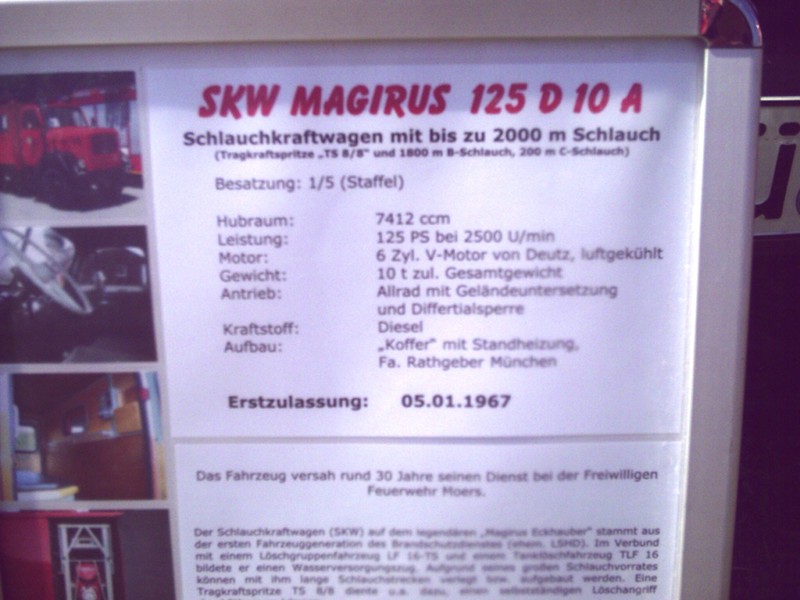 SKW MAGIRUS 125 D 10 A
Schlauchkraftwagen mit bis zu 2000 m Schlauch
(Tragkraftspritze „TS 8/8" und 1800 m B-Schlauch, 200 m C-Schlauch)
Besatzung: 1/5 (Staffel)
Hubraum: 7412 ccm
Leistung: 125 PS bei 2500 U/min
Motor: 6 Zyl. V-Motor von Deutz, luftgekühlt
Gewicht: 10 t zul. Gesamtgewicht
Antrieb: Allrad mit Geländeuntersetzung
und Differtialsperre
Kraftstoff: Diesel
Aufbau: „Koffer" mit Standheizung,
Fa. Rathgeber München
Erstzulassung: 05.01.1967
Das Fahrzeug versah rund 30 Jahre seinen Dienst bei der Freiwilligen
Feuerwehr Moers.
Der Schlauchkraftwagen (SKW) auf dem legendären „Magirus Eckhauber" stammt aus
der ersten Fahrzeuggeneration des Brandschutzdienstes (ehem. LSHD). Im Verbund
mit einem Löschgruppenfahrzeug LF 16-TS und einem Tanklöschfahrzeug TLF 16
bildete er einen Wasserversorgungszug. Aufgrund seines großen Schlauchvorrates
können mit ihm lange Schlauchstrecken verlegt bzw. aufgebaut werden. Eine
Tragkraftspritze TS 8/8 diente u.a. dazu, einen selbstständigen Löschangriff